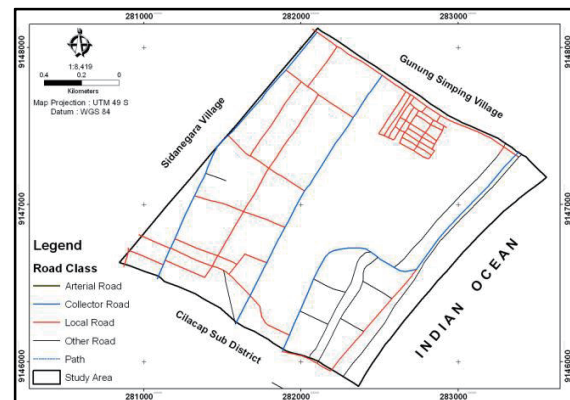 281000 282000 283000
9148000
9148000
1:8,419
0.4 0.2 0
Kilometers
Map Projection : UTM 49 S
Datum : WGS 84
Gunung Simping Village
Sidanegara Village
9147000
9147000
Legend
Road Class
Arterial Road
Collector Road
Local Road
Other Road
Path
Study Area
Cilacap Sub District
INDIAN OCEAN
9146000
9146000
281000 282000 283000